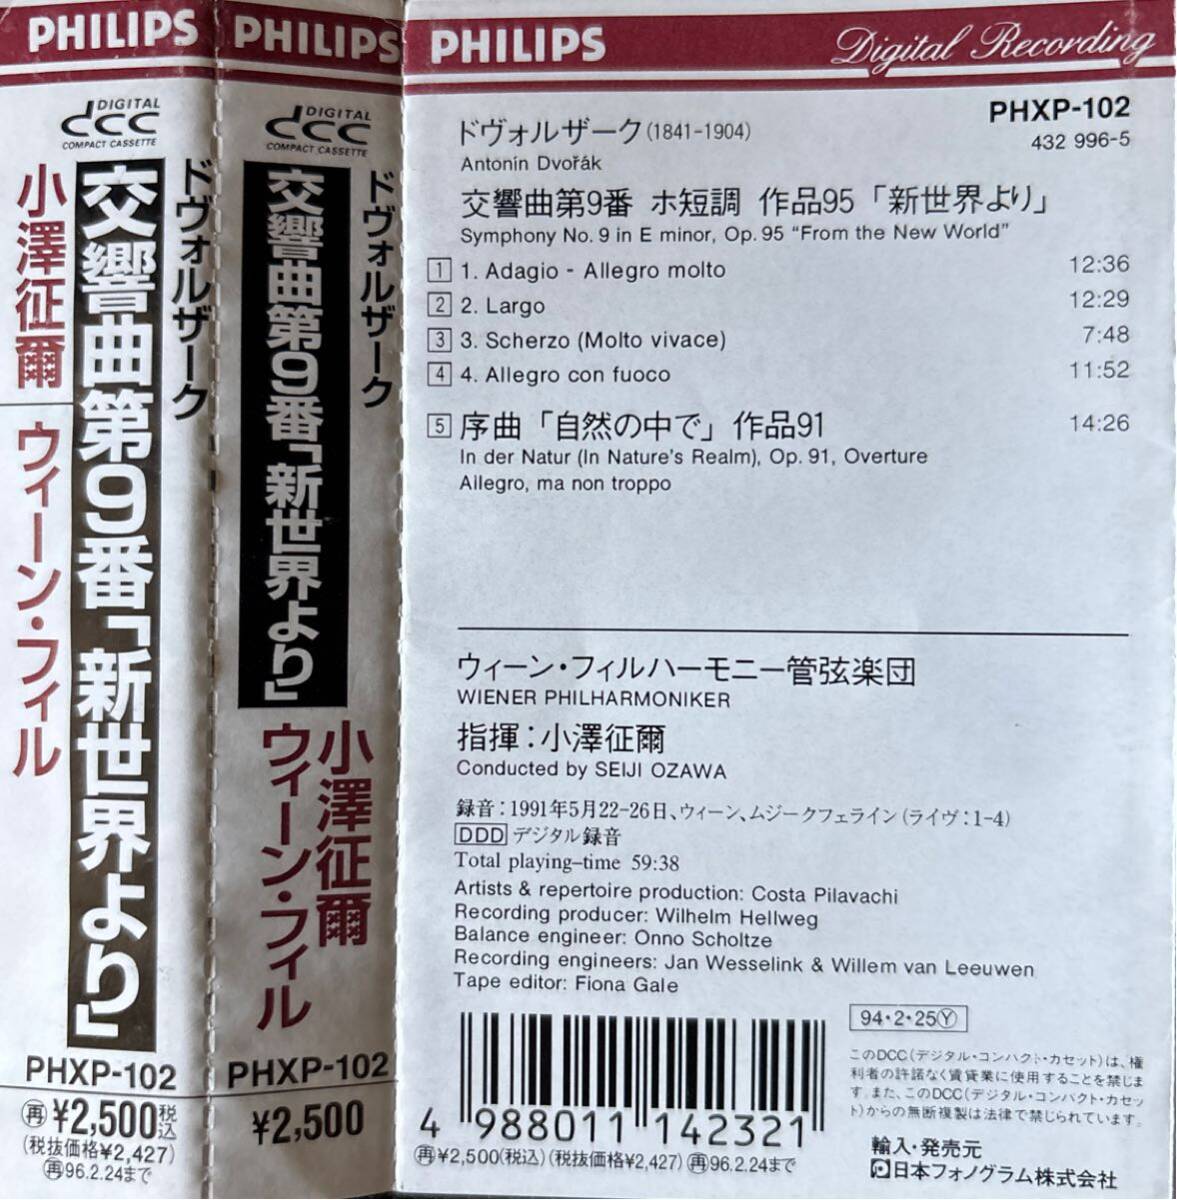 PHILIPS
DIGITAL
dcc
COMPACT CASSETTE
ドヴォルザーク
交響曲第9番「新世界より」
小澤征爾
ウィーン・フィル
PHXP-102
再 ¥2,500税込
(税抜価格¥2,427)
再96.2.24まで
PHILIPS
DIGITAL
dcc
COMPACT CASSETTE
ドヴォルザーク
交響曲第9番「新世界より」
小澤征爾
ウィーン・フィル
PHXP-102
¥2,500
PHILIPS
Digital Recording
PHXP-102
432 996-5
ドヴォルザーク(1841-1904)
Antonín Dvořák
交響曲第9番 ホ短調 作品95「新世界より」
Symphony No. 9 in E minor, Op. 95 “From the New World”
1 1. Adagio - Allegro molto 12:36
2 2. Largo 12:29
3 3. Scherzo (Molto vivace) 7:48
4 4. Allegro con fuoco 11:52
5 序曲「自然の中で」作品91 14:26
In der Natur (In Nature's Realm), Op. 91, Overture
Allegro, ma non troppo
ウィーン・フィルハーモニー管弦楽団
WIENER PHILHARMONIKER
指揮：小澤征爾
Conducted by SEIJI OZAWA
録音：1991年5月22-26日、ウィーン、ムジークフェライン(ライヴ：1-4)
DDD デジタル録音
Total playing-time 59:38
Artists & repertoire production: Costa Pilavachi
Recording producer: Wilhelm Hellweg
Balance engineer: Onno Scholtze
Recording engineers: Jan Wesselink & Willem van Leeuwen
Tape editor: Fiona Gale
94・2・25Ⓨ
このDCC(デジタル・コンパクト・カセット)は、権
利者の許諾なく賃貸業に使用することを禁じま
す。また、このDCC(デジタル・コンパクト・カセッ
ト)からの無断複製は法律で禁じられています。
4 988011 142321
再¥2,500(税込)(税抜価格¥2,427) 再96.2.24まで
輸入・発売元
日本フォノグラム株式会社